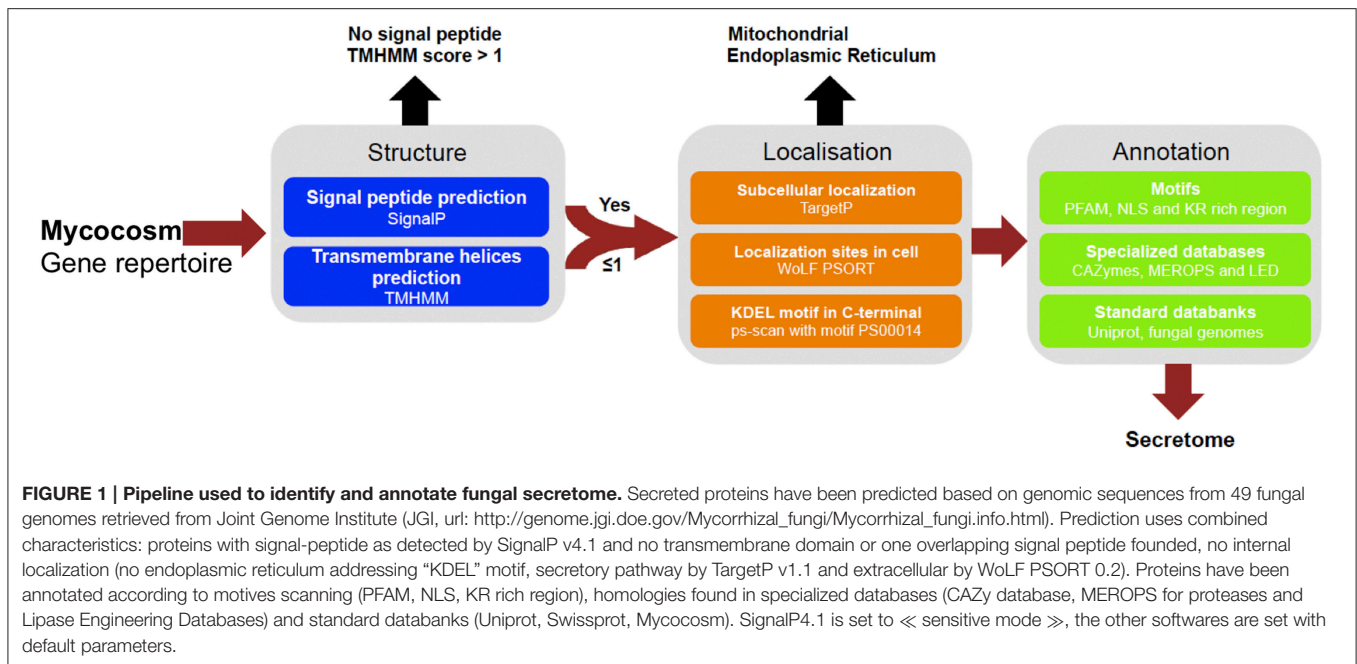 No signal peptide
TMHMM score > 1
Mitochondrial
Endoplasmic Reticulum
Structure
Localisation
Annotation
Mycocosm
Gene repertoire
Signal peptide prediction
SignalP
Transmembrane helices
prediction
TMHMM
Yes
≤1
Subcellular localization
TargetP
Localization sites in cell
WoLF PSORT
KDEL motif in C-terminal
ps-scan with motif PS00014
Motifs
PFAM, NLS and KR rich region
Specialized databases
CAZymes, MEROPS and LED
Standard databanks
Uniprot, fungal genomes
Secretome
FIGURE 1 | Pipeline used to identify and annotate fungal secretome. Secreted proteins have been predicted based on genomic sequences from 49 fungal
genomes retrieved from Joint Genome Institute (JGI, url: http://genome.jgi.doe.gov/Mycorrhizal_fungi/Mycorrhizal_fungi.info.html). Prediction uses combined
characteristics: proteins with signal-peptide as detected by SignalP v4.1 and no transmembrane domain or one overlapping signal peptide founded, no internal
localization (no endoplasmic reticulum addressing “KDEL” motif, secretory pathway by TargetP v1.1 and extracellular by WoLF PSORT 0.2). Proteins have been
annotated according to motives scanning (PFAM, NLS, KR rich region), homologies found in specialized databases (CAZy database, MEROPS for proteases and
Lipase Engineering Databases) and standard databanks (Uniprot, Swissprot, Mycocosm). SignalP4.1 is set to ≪ sensitive mode ≫, the other softwares are set with
default parameters.